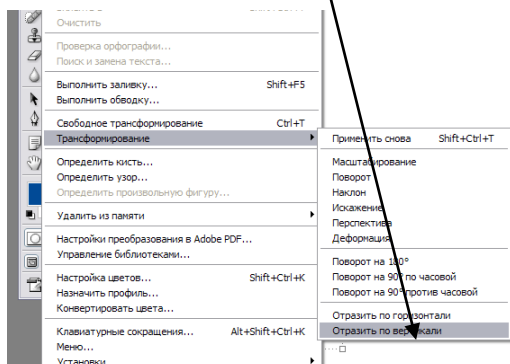 Очистить
Проверка орфографии...
Поиск и замена текста...
Выполнить заливку... Shift+F5
Выполнить обводку...
Свободное трансформирование Ctrl+T
Трансформирование
Определить кисть...
Определить узор...
Определить произвольную фигуру...
Удалить из памяти
Настройки преобразования в Adobe PDF...
Управление библиотеками...
Настройка цветов... Shift+Ctrl+K
Назначить профиль...
Конвертировать цвета...
Клавиатурные сокращения... Alt+Shift+Ctrl+K
Меню...
Установки
Применить снова Shift+Ctrl+T
Масштабирование
Поворот
Наклон
Искажение
Перспектива
Деформация
Поворот на 180°
Поворот на 90° по часовой
Поворот на 90° против часовой
Отразить по горизонтали
Отразить по вертикали